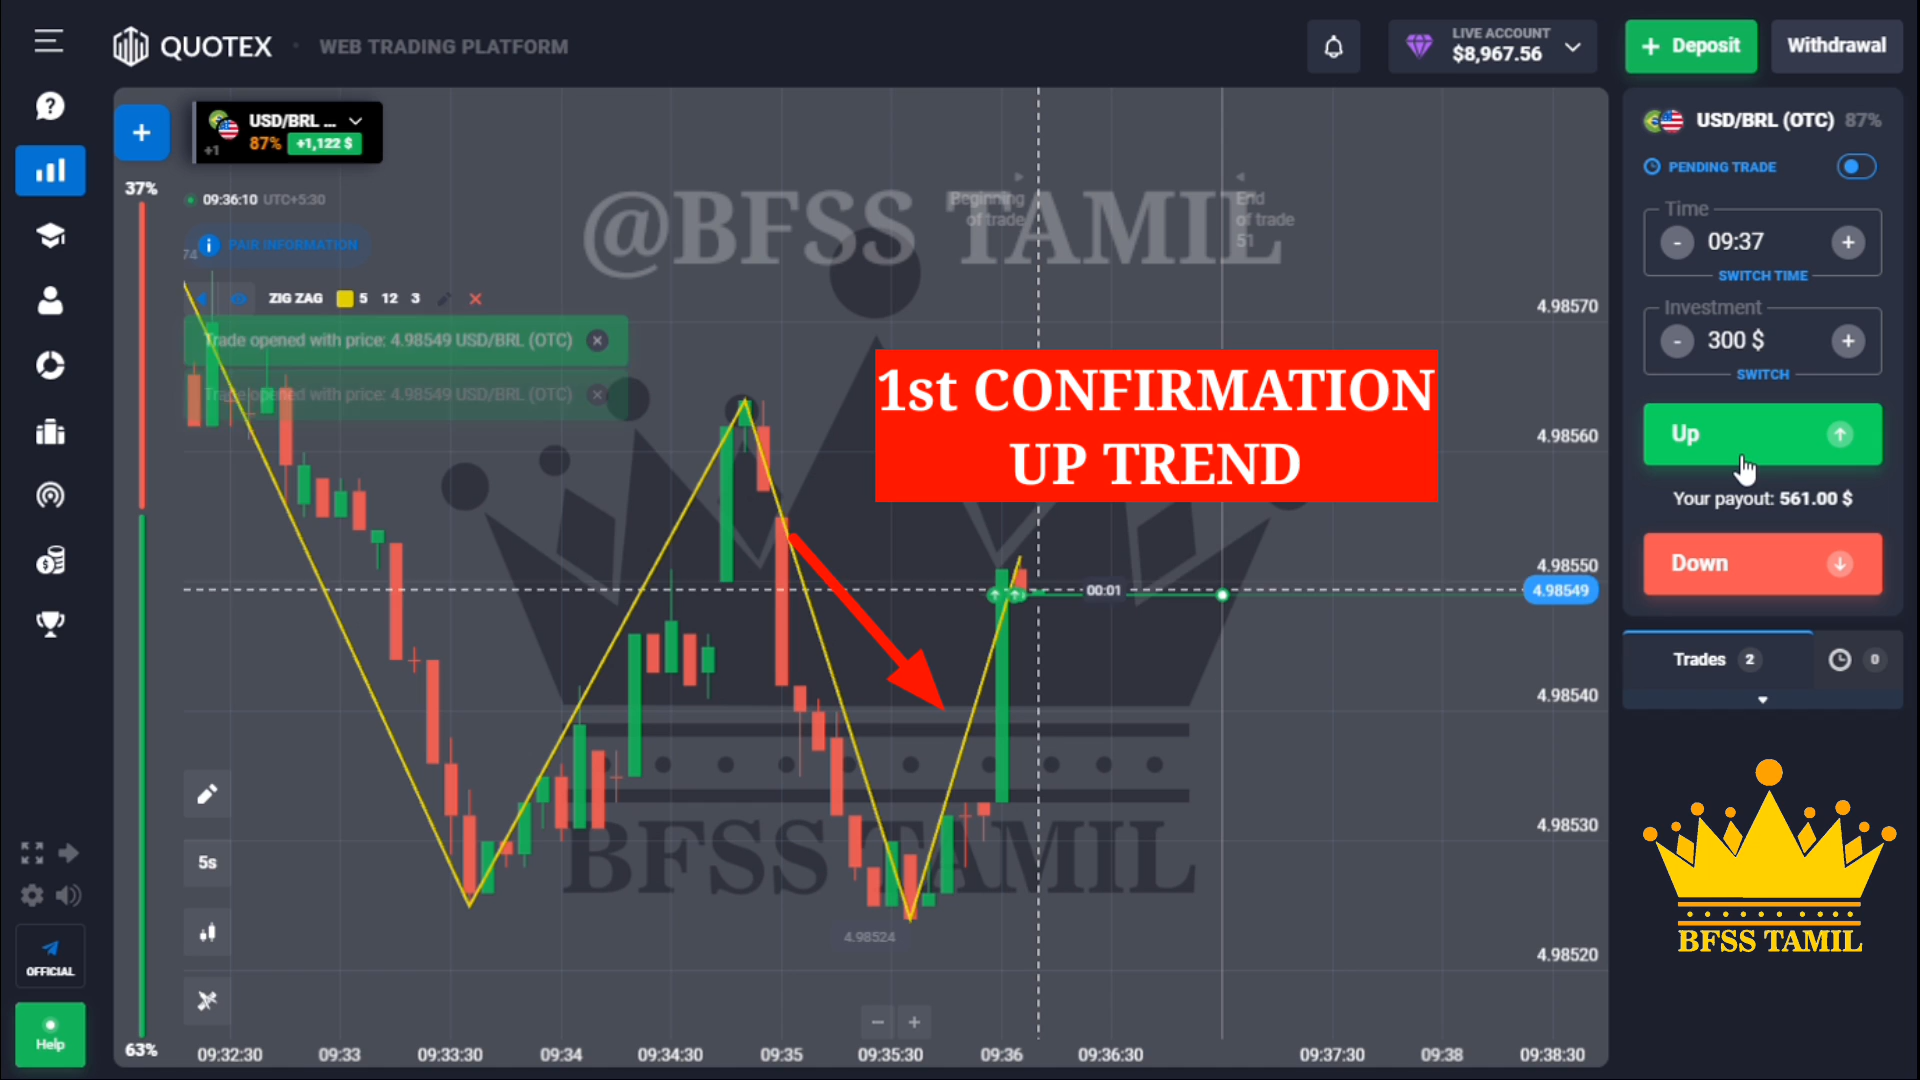 QUOTEX
WEB TRADING PLATFORM
LIVE ACCOUNT
$8,967.56
+ Deposit
Withdrawal
+
USD/BRL ...
+1
87%
+1,122 $
37%
09:36:10 UTC+5:30
PAIR INFORMATION
74
ZIG ZAG 5 12 3
Trade opened with price: 4.98549 USD/BRL (OTC)
Trade opened with price: 4.98549 USD/BRL (OTC)
@BFSS TAMIL
Beginning
of trade
End
of trade
51
1st CONFIRMATION
UP TREND
4.98570
4.98560
4.98550
4.98549
4.98540
4.98530
4.98520
00:01
4.98524
BFSS TAMIL
5s
63%
09:32:30 09:33 09:33:30 09:34 09:34:30 09:35 09:35:30 09:36 09:36:30 09:37:30 09:38 09:38:30
USD/BRL (OTC) 87%
PENDING TRADE
Time
- 09:37 +
SWITCH TIME
Investment
- 300 $ +
SWITCH
Up
Your payout: 561.00 $
Down
Trades 2
0
BFSS TAMIL
OFFICIAL
Help